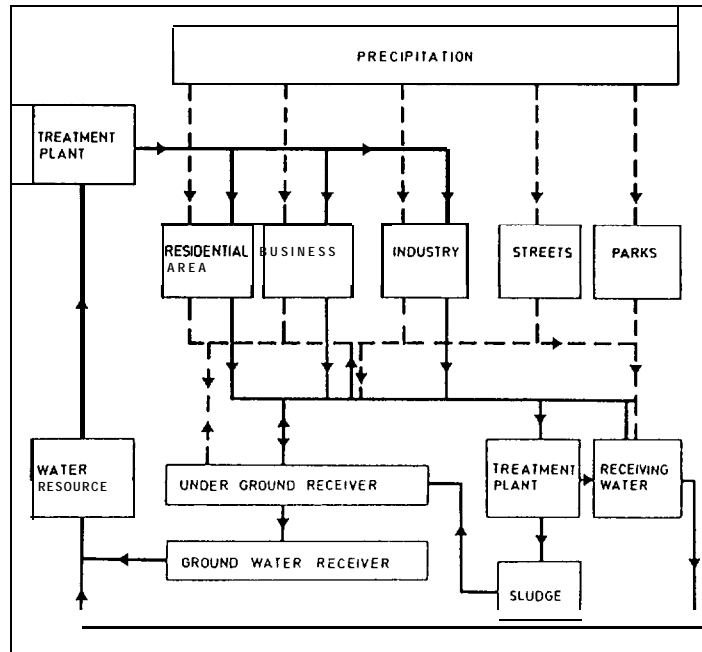 PRECIPITATION
TREATMENT
PLANT
RESIDENTIAL
AREA
BUSINESS
INDUSTRY
STREETS
PARKS
WATER
RESOURCE
UNDER GROUND RECEIVER
TREATMENT
PLANT
RECEIVING
WATER
GROUND WATER RECEIVER
SLUDGE